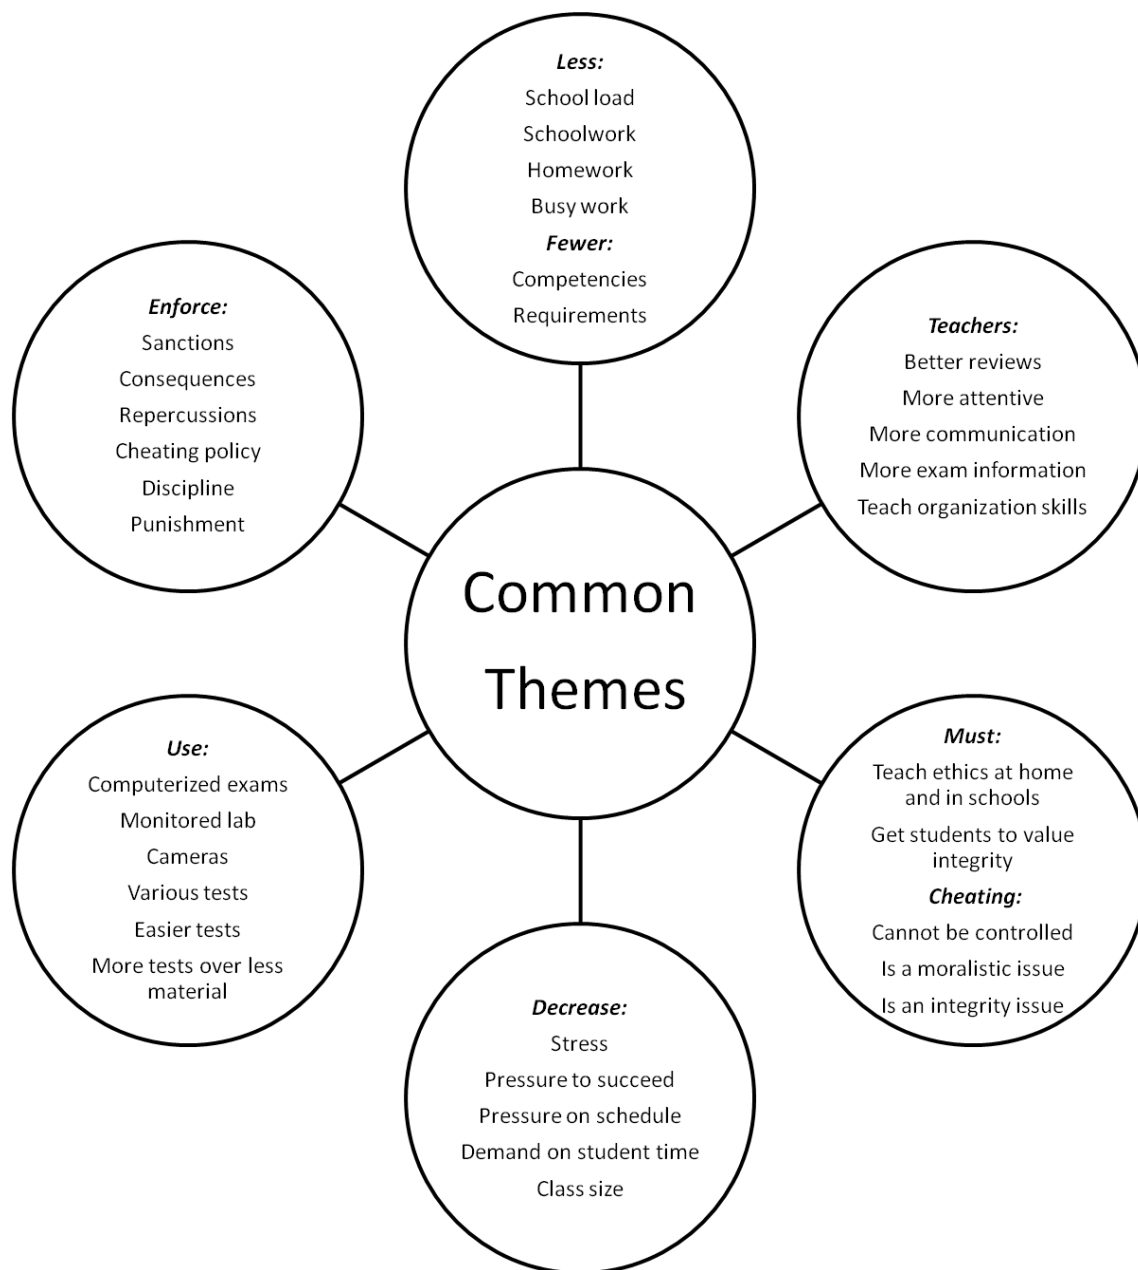 Less:
School load
Schoolwork
Homework
Busy work
Fewer:
Competencies
Requirements
Enforce:
Sanctions
Consequences
Repercussions
Cheating policy
Discipline
Punishment
Teachers:
Better reviews
More attentive
More communication
More exam information
Teach organization skills
Common
Themes
Use:
Computerized exams
Monitored lab
Cameras
Various tests
Easier tests
More tests over less
material
Must:
Teach ethics at home
and in schools
Get students to value
integrity
Cheating:
Cannot be controlled
Is a moralistic issue
Is an integrity issue
Decrease:
Stress
Pressure to succeed
Pressure on schedule
Demand on student time
Class size